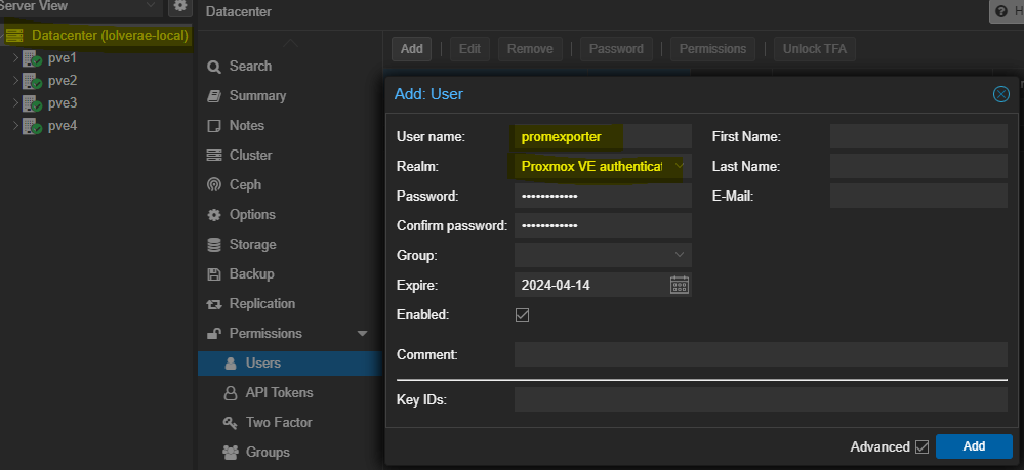 Server View
Datacenter (lolverae-local)
pve1
pve2
pve3
pve4
Datacenter
Search
Summary
Notes
Cluster
Ceph
Options
Storage
Backup
Replication
Permissions
Users
API Tokens
Two Factor
Groups
Add Edit Remove Password Permissions Unlock TFA
Add: User
User name: promexporter First Name:
Realm: Proxmox VE authenticat Last Name:
Password: •••••••••••• E-Mail:
Confirm password: ••••••••••••
Group:
Expire: 2024-04-14
Enabled:
Comment:
Key IDs:
Advanced Add